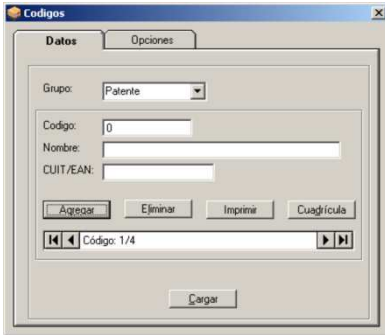 Codigos
Datos Opciones
Grupo: Patente
Codigo: 0
Nombre:
CUIT/EAN:
Agregar Eliminar Imprimir Cuadrícula
Código: 1/4
Cargar